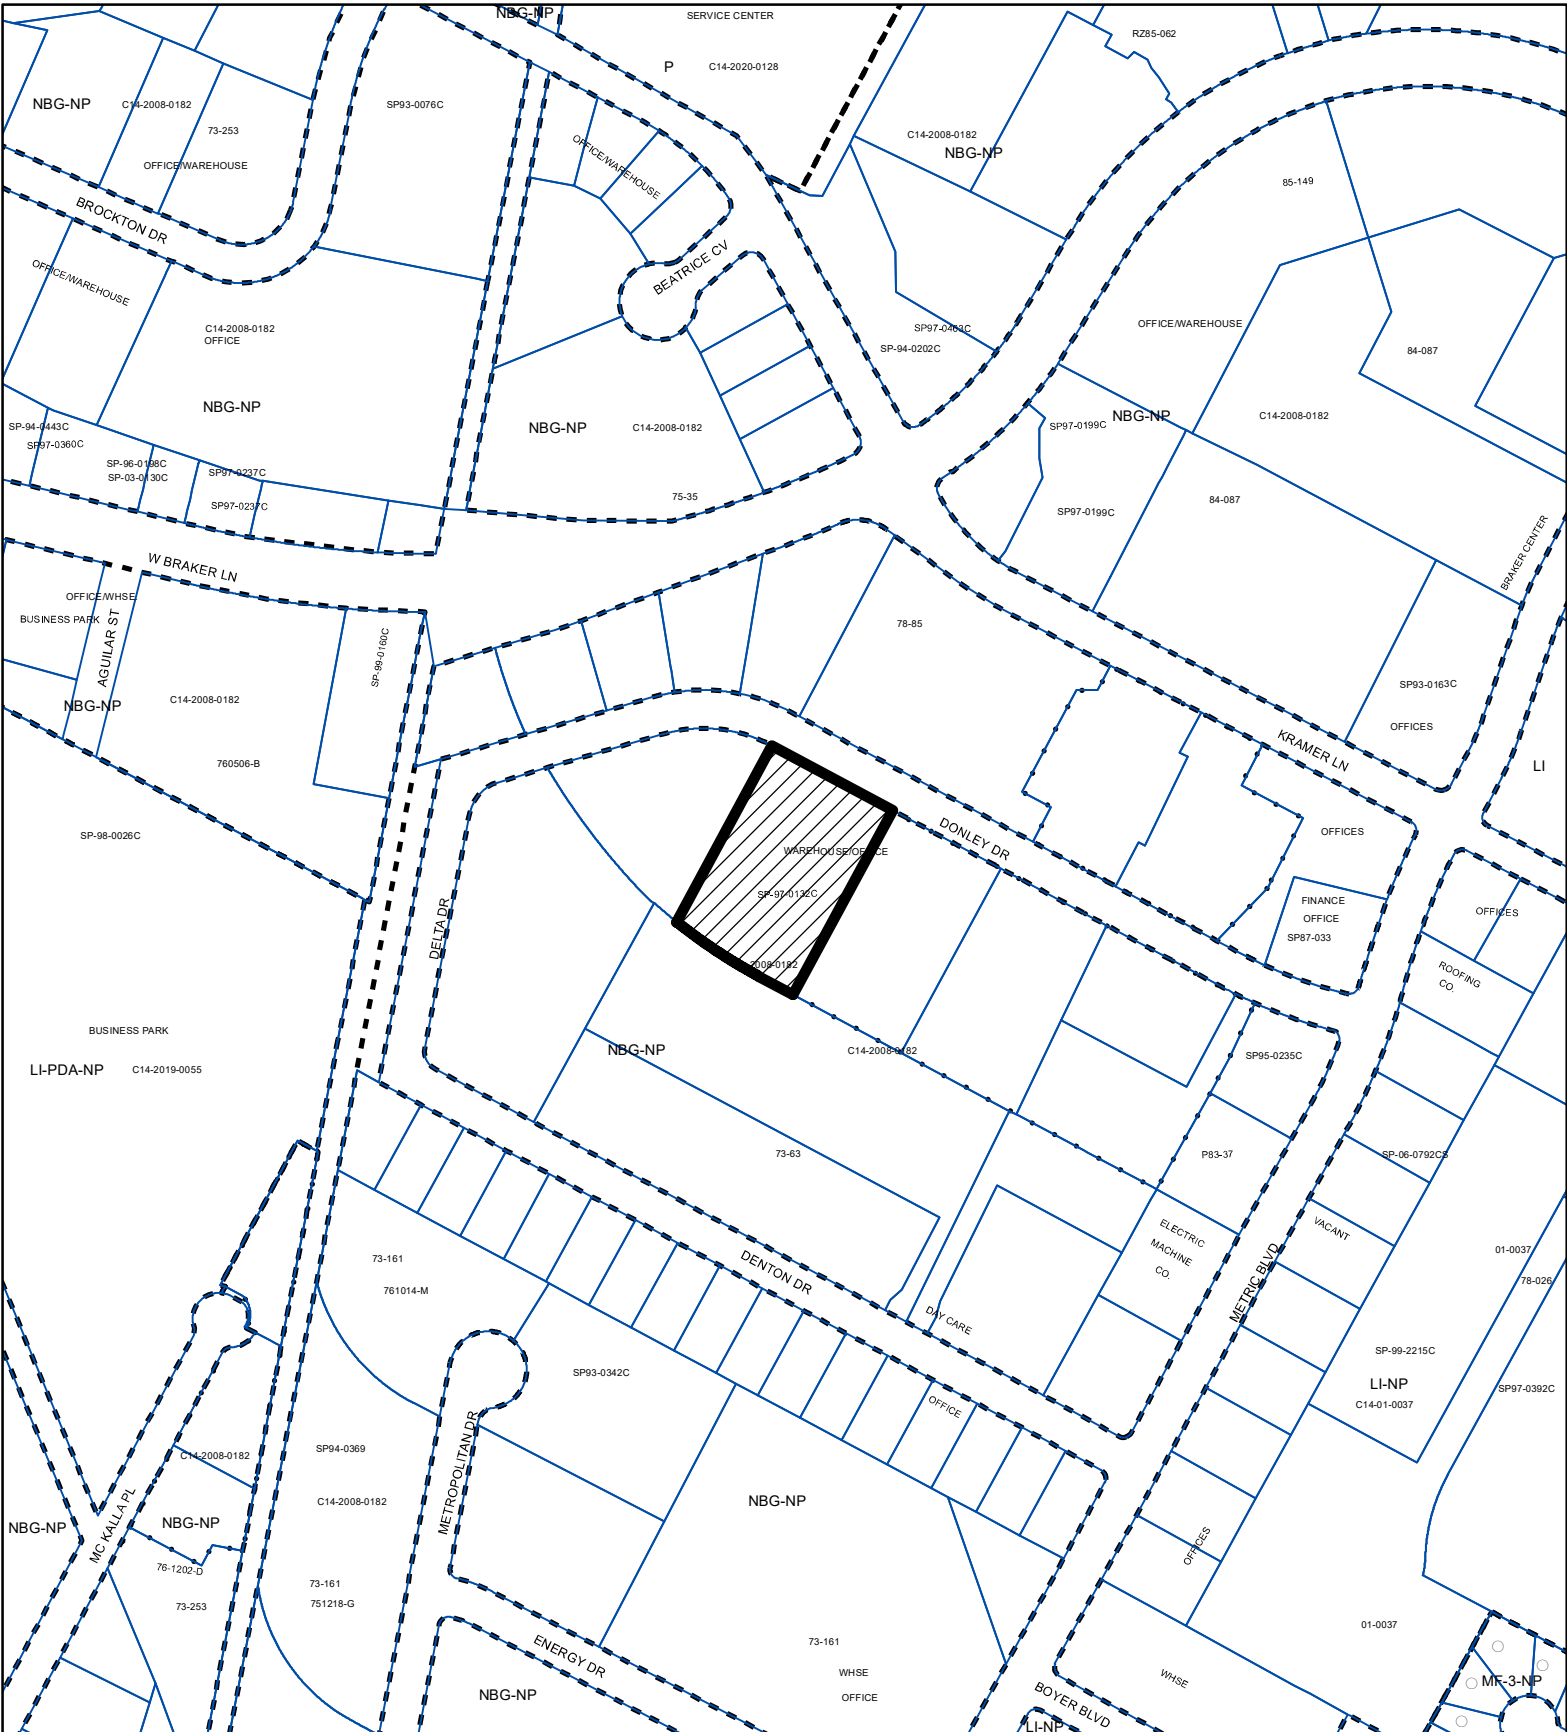 NBG-NP
SERVICE CENTER
P
C14-2020-0128
RZ85-062
NBG-NP
C14-2008-0182
SP93-0076C
73-253
OFFICE/WAREHOUSE
OFFICE/WAREHOUSE
C14-2008-0182
NBG-NP
85-149
BROCKTON DR
BEATRICE CV
OFFICE/WAREHOUSE
C14-2008-0182
OFFICE
SP97-0463C
SP-94-0202C
OFFICE/WAREHOUSE
84-087
NBG-NP
NBG-NP
C14-2008-0182
SP97-0199C
NBG-NP
C14-2008-0182
SP-94-0443C
SP97-0360C
SP-96-0198C
SP-03-0130C
SP97-0237C
SP97-0237C
75-35
SP97-0199C
84-087
BRAKER CENTER
W BRAKER LN
OFFICE/WHSE
BUSINESS PARK
AGUILAR ST
SP-99-0160C
78-85
NBG-NP
C14-2008-0182
SP93-0163C
OFFICES
KRAMER LN
LI
760506-B
SP-98-0026C
WAREHOUSE/OFFICE
DONLEY DR
OFFICES
SP-97-0132C
FINANCE
OFFICE
SP87-033
OFFICES
DELTA DR
2008-0182
ROOFING
CO.
BUSINESS PARK
LI-PDA-NP
C14-2019-0055
NBG-NP
C14-2008-0182
SP95-0235C
73-63
P83-37
SP-06-0792CS
ELECTRIC
MACHINE
CO.
VACANT
73-161
761014-M
DENTON DR
METRIC BLVD
01-0037
78-026
DAY CARE
SP93-0342C
SP-99-2215C
LI-NP
C14-01-0037
SP97-0392C
OFFICE
METROPOLITAN DR
C14-2008-0182
SP94-0369
C14-2008-0182
NBG-NP
NBG-NP
NBG-NP
MC KALLA PL
OFFICES
76-1202-D
73-253
73-161
751218-G
01-0037
ENERGY DR
73-161
WHSE
OFFICE
WHSE
MF-3-NP
NBG-NP
BOYER BLVD
LI-NP